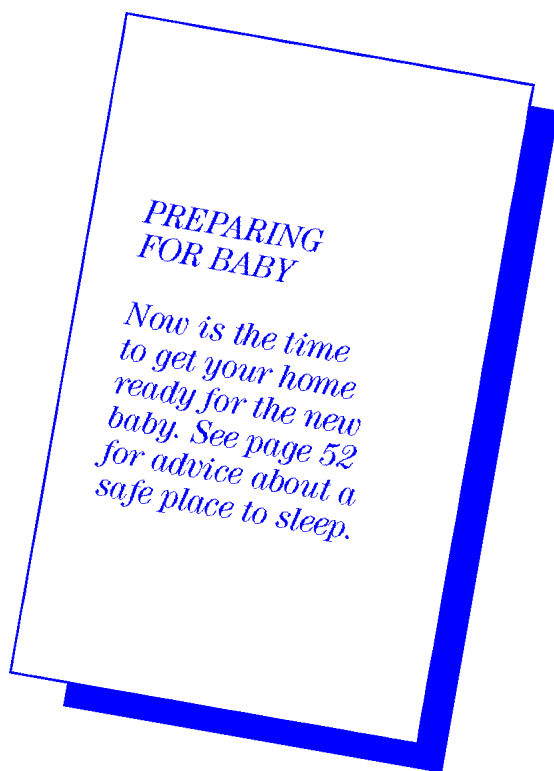 PREPARING
FOR BABY
Now is the time
to get your home
ready for the new
baby. See page 52
for advice about a
safe place to sleep.